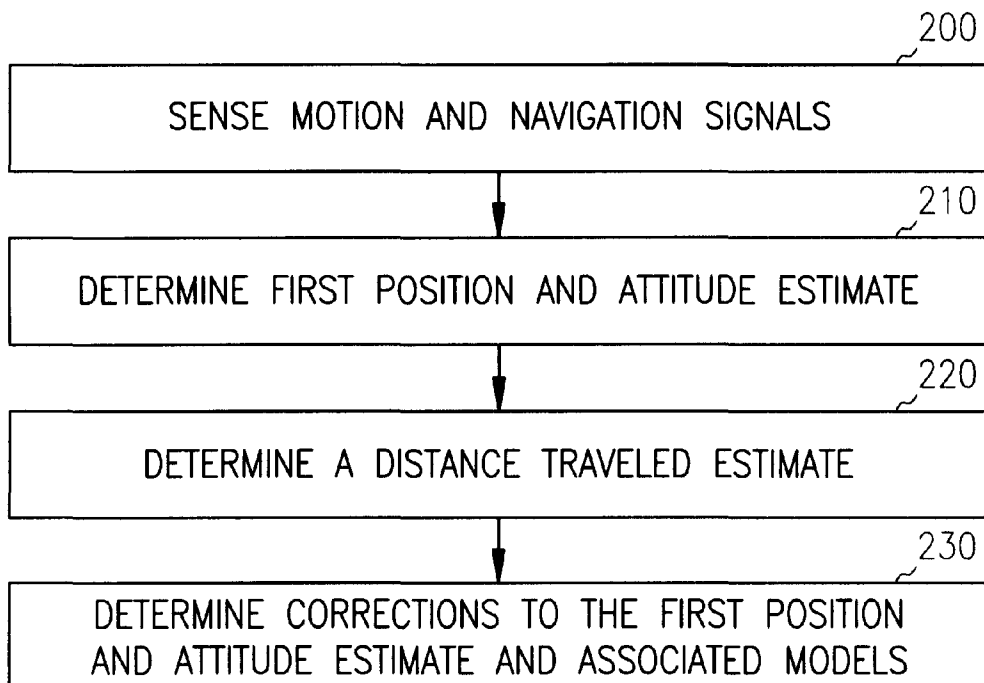 200
SENSE MOTION AND NAVIGATION SIGNALS
210
DETERMINE FIRST POSITION AND ATTITUDE ESTIMATE
220
DETERMINE A DISTANCE TRAVELED ESTIMATE
230
DETERMINE CORRECTIONS TO THE FIRST POSITION
AND ATTITUDE ESTIMATE AND ASSOCIATED MODELS